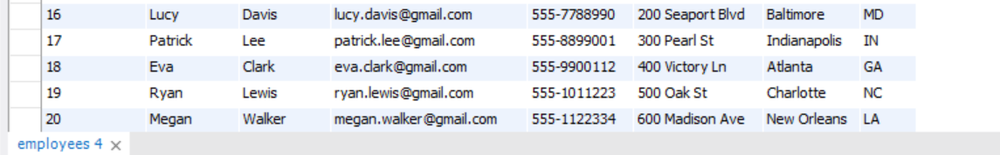 16 Lucy Davis lucy.davis@gmail.com 555-7788990 200 Seaport Blvd Baltimore MD
17 Patrick Lee patrick.lee@gmail.com 555-8899001 300 Pearl St Indianapolis IN
18 Eva Clark eva.clark@gmail.com 555-9900112 400 Victory Ln Atlanta GA
19 Ryan Lewis ryan.lewis@gmail.com 555-1011223 500 Oak St Charlotte NC
20 Megan Walker megan.walker@gmail.com 555-1122334 600 Madison Ave New Orleans LA
employees 4